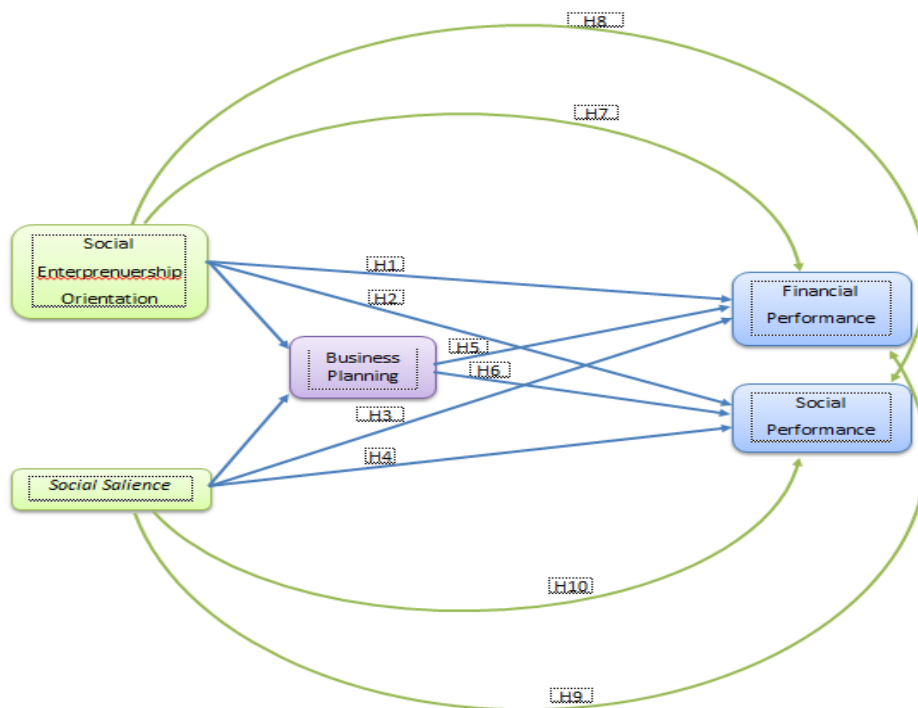 H8
H7
Social
Enterprenuership
Orientation
H1
H2
Financial
Performance
Business
Planning
H5
H6
H3
H4
Social
Performance
Social Salience
H10
H9